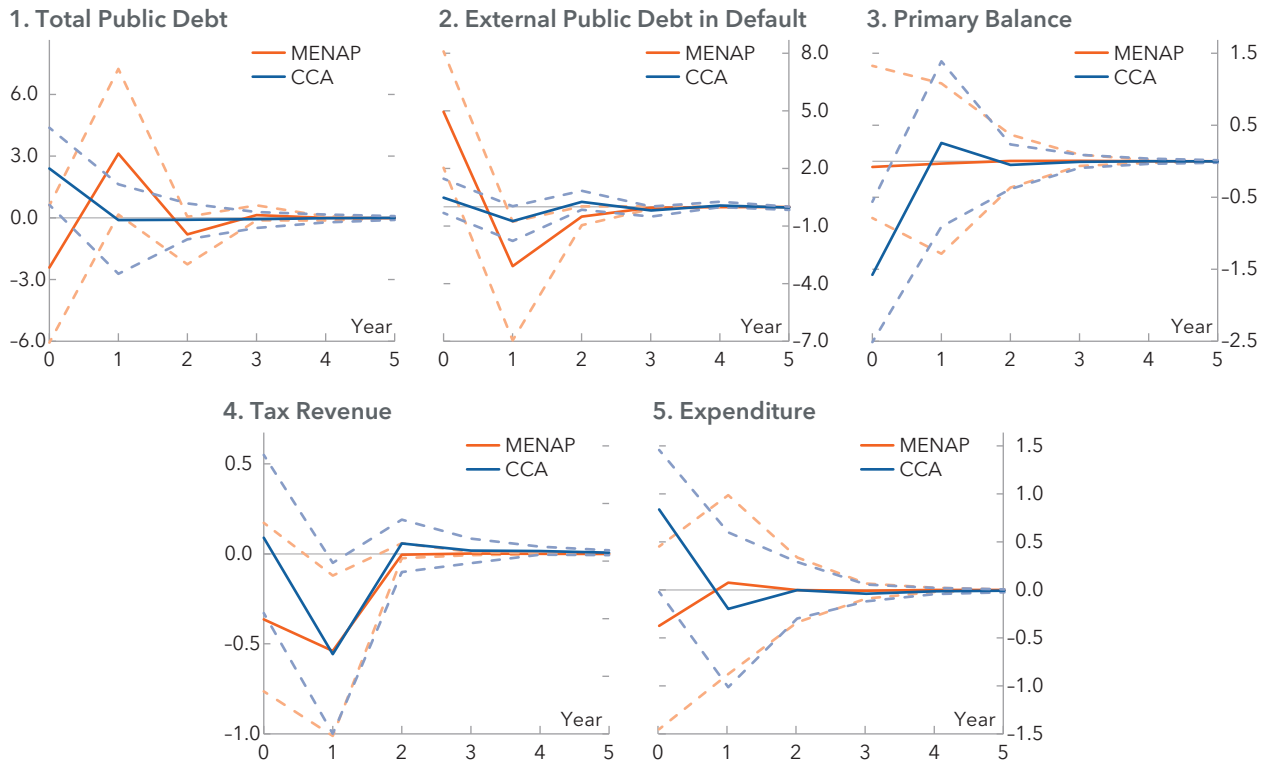 1. Total Public Debt
MENAP
CCA
6.0
3.0
0.0
–3.0
–6.0
Year
0 1 2 3 4 5
2. External Public Debt in Default
MENAP
CCA
8.0
5.0
2.0
–1.0
–4.0
–7.0
Year
0 1 2 3 4 5
3. Primary Balance
MENAP
CCA
1.5
0.5
–0.5
–1.5
–2.5
Year
0 1 2 3 4 5
4. Tax Revenue
MENAP
CCA
0.5
0.0
–0.5
–1.0
Year
0 1 2 3 4 5
5. Expenditure
MENAP
CCA
1.5
1.0
0.5
0.0
–0.5
–1.0
–1.5
Year
0 1 2 3 4 5